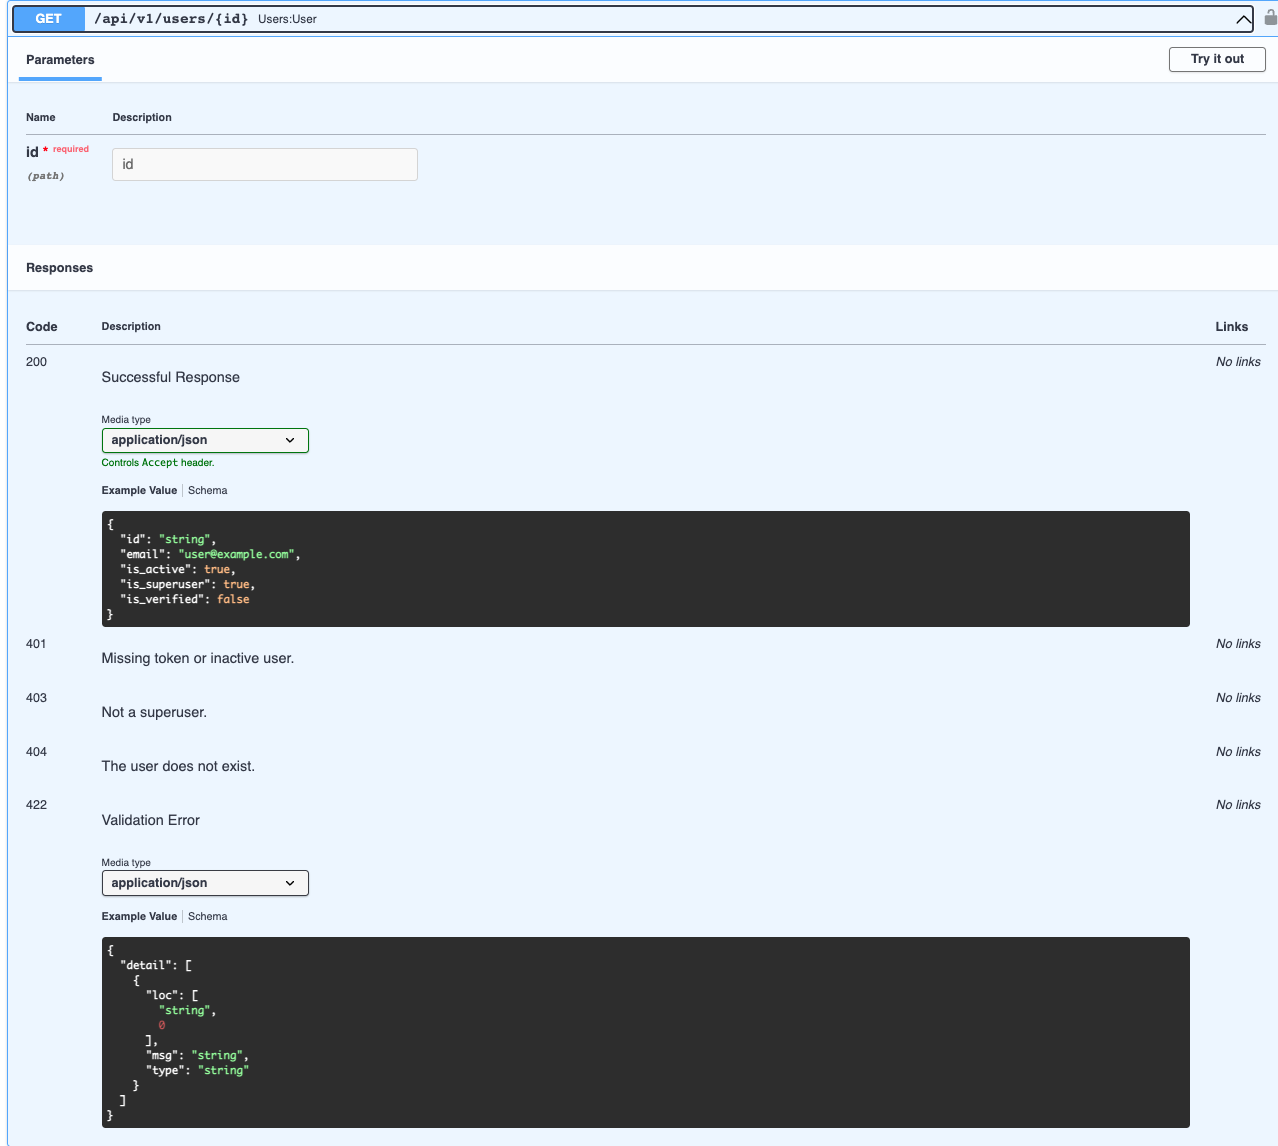 GET /api/v1/users/{id} Users:User
Parameters
Try it out
Name Description
id * required
(path)
id
Responses
Code Description Links
200 No links
Successful Response
Media type
application/json
Controls Accept header.
Example Value Schema
{
  "id": "string",
  "email": "user@example.com",
  "is_active": true,
  "is_superuser": true,
  "is_verified": false
}
401 No links
Missing token or inactive user.
403 No links
Not a superuser.
404 No links
The user does not exist.
422 No links
Validation Error
Media type
application/json
Example Value Schema
{
  "detail": [
    {
      "loc": [
        "string",
        0
      ],
      "msg": "string",
      "type": "string"
    }
  ]
}